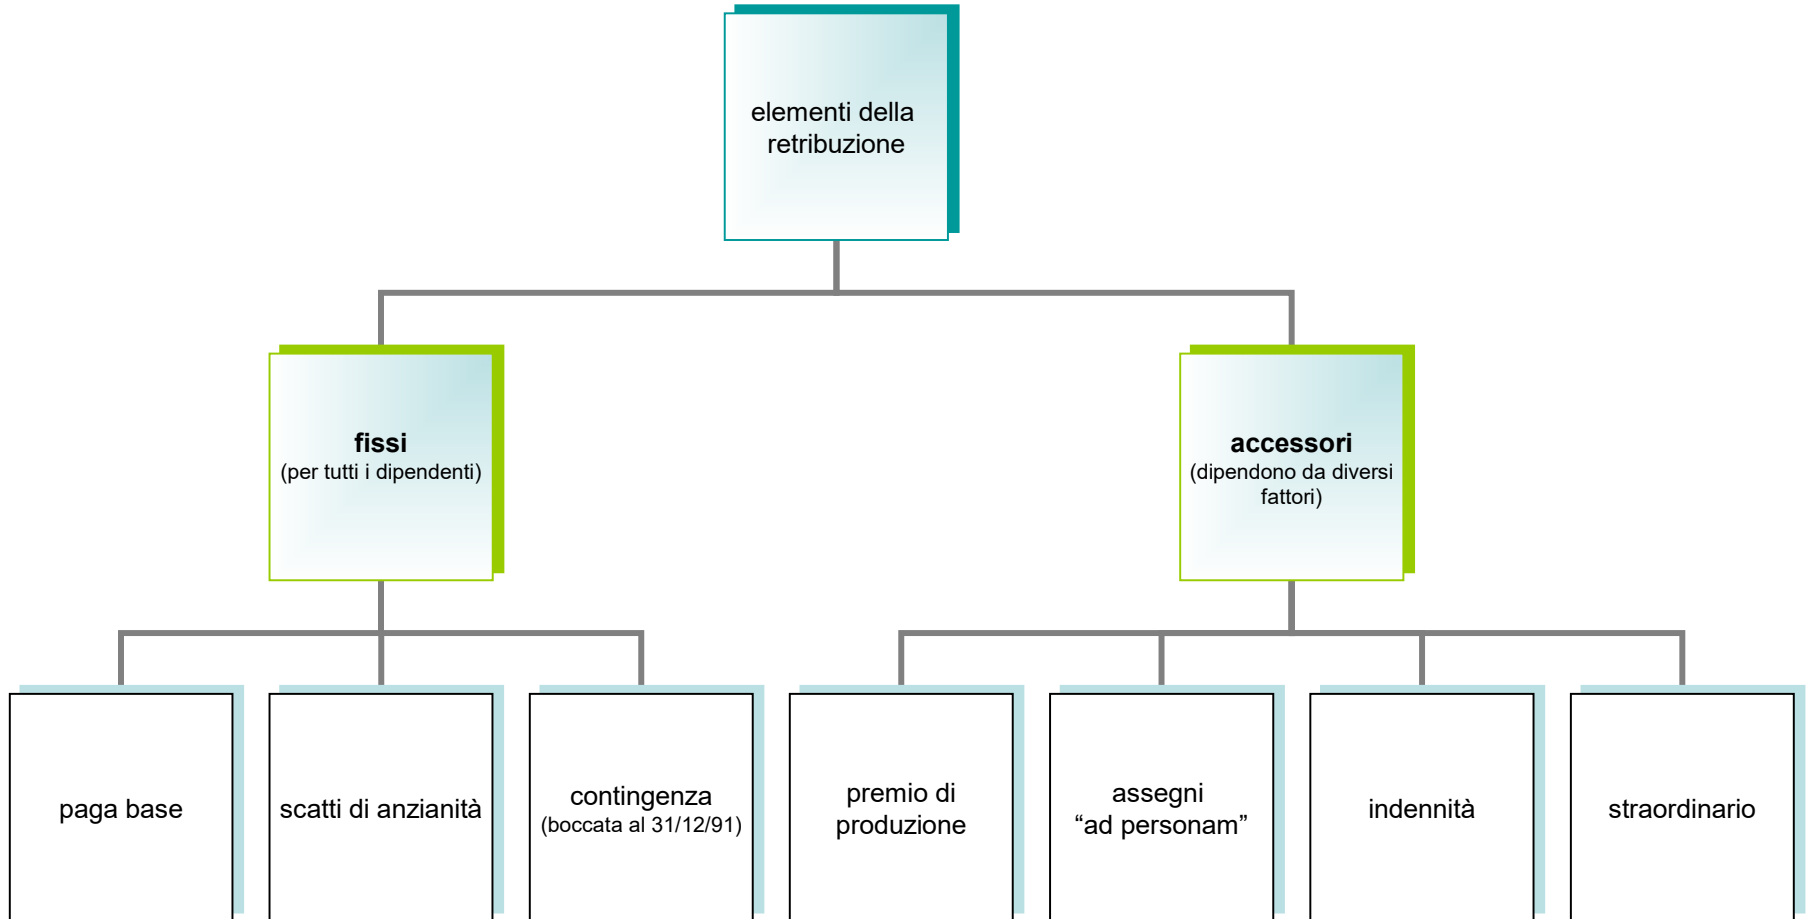 elementi della
retribuzione
fissi
(per tutti i dipendenti)
accessori
(dipendono da diversi
fattori)
paga base
scatti di anzianità
contingenza
(boccata al 31/12/91)
premio di
produzione
assegni
“ad personam”
indennità
straordinario